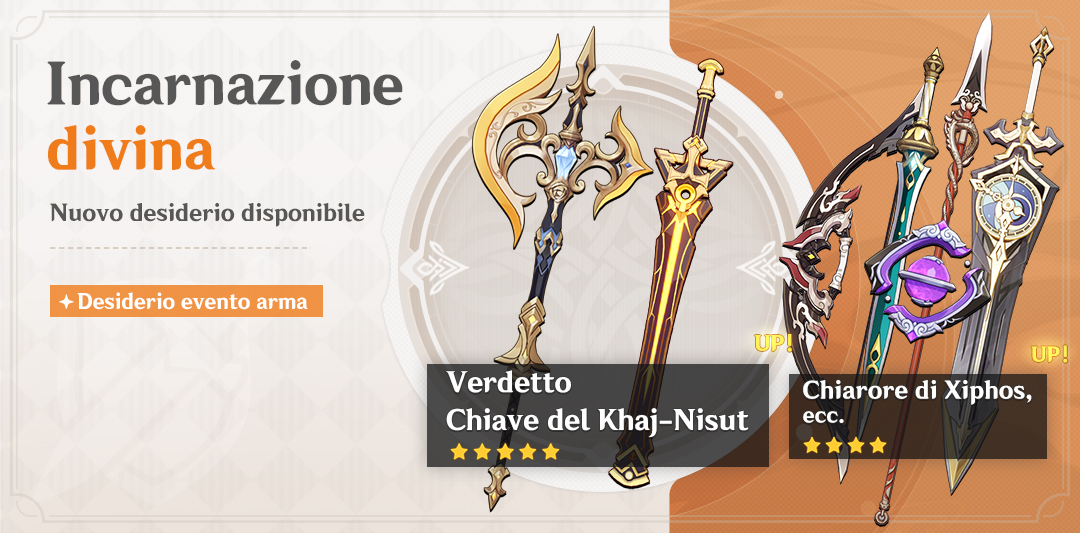 Incarnazione
divina
Nuovo desiderio disponibile
Desiderio evento arma
Verdetto
Chiave del Khaj-Nisut
UP!
Chiarore di Xiphos,
ecc.
UP!